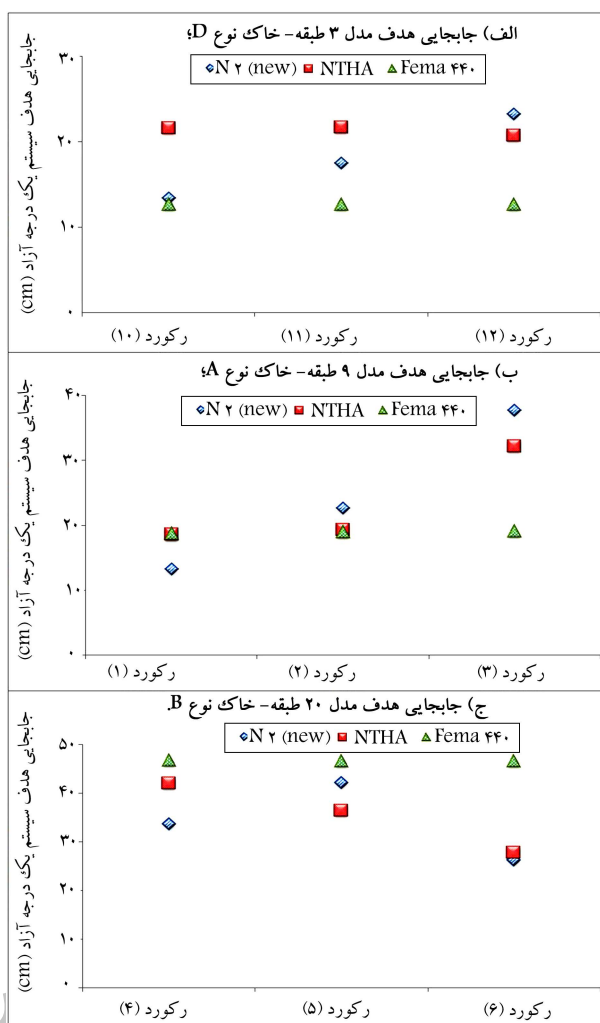 الف) جابجایی هدف مدل ۳ طبقه- خاک نوع D؛
N ۲ (new) NTHA Fema ۴۴۰
جابجایی هدف سیستم یک درجه آزاد (cm)
۳۰
۲۰
۱۰
۰
رکورد (۱۰) رکورد (۱۱) رکورد (۱۲)
ب) جابجایی هدف مدل ۹ طبقه- خاک نوع A؛
N ۲ (new) NTHA Fema ۴۴۰
جابجایی هدف سیستم یک درجه آزاد (cm)
۴۰
۳۰
۲۰
۱۰
۰
رکورد (۱) رکورد (۲) رکورد (۳)
ج) جابجایی هدف مدل ۲۰ طبقه- خاک نوع B.
N ۲ (new) NTHA Fema ۴۴۰
جابجایی هدف سیستم یک درجه آزاد (cm)
۵۰
۴۰
۳۰
۲۰
۱۰
۰
رکورد (۴) رکورد (۵) رکورد (۶)